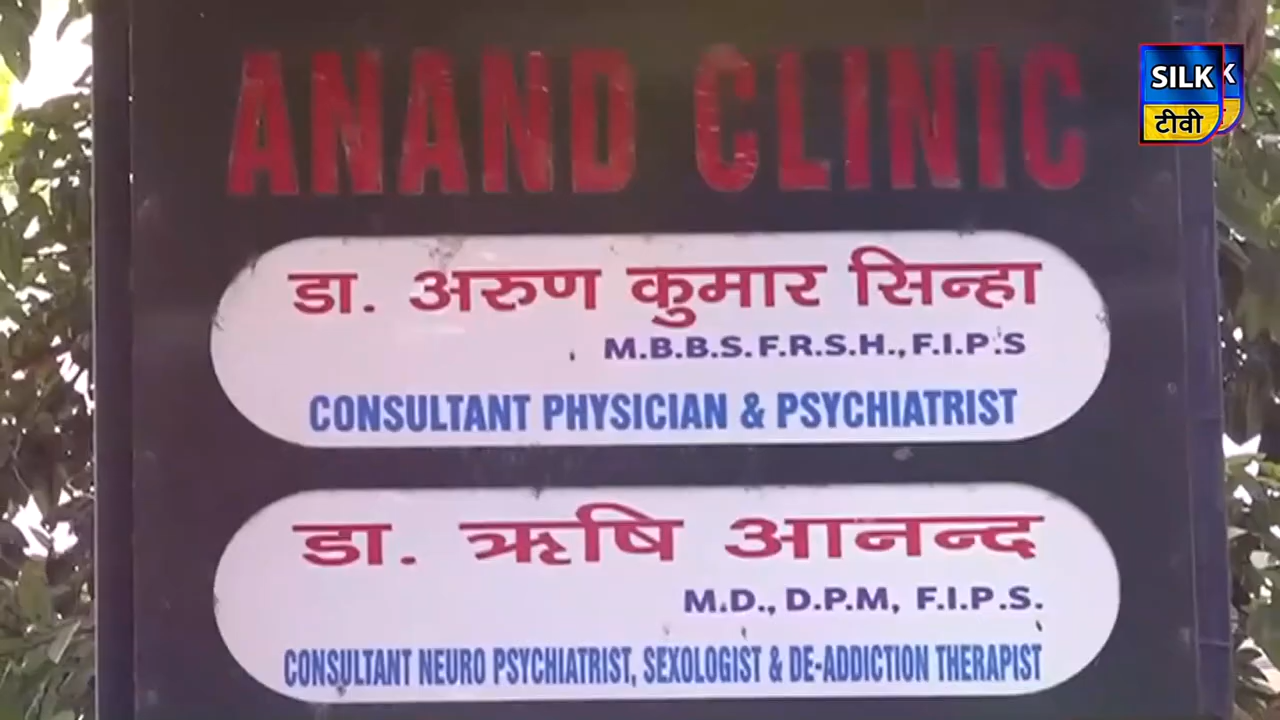 ANAND CLINIC
SILK
K
टीवी
डा. अरुण कुमार सिन्हा
M.B.B.S. F.R.S.H., F.I.P.S
CONSULTANT PHYSICIAN & PSYCHIATRIST
डा. ऋषि आनन्द
M.D., D.P.M, F.I.P.S.
CONSULTANT NEURO PSYCHIATRIST, SEXOLOGIST & DE-ADDICTION THERAPIST